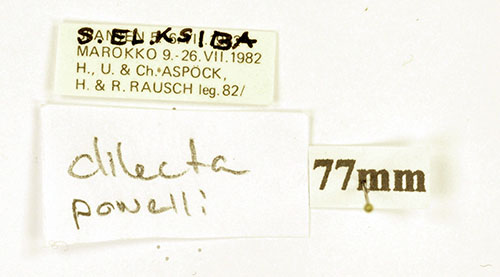 S. EL.KSIBA
MAROKKO 9.-26.VII.1982
H., U. & Ch. ASPÖCK,
H. & R. RAUSCH leg. 82/
dilecta
powelli
77mm